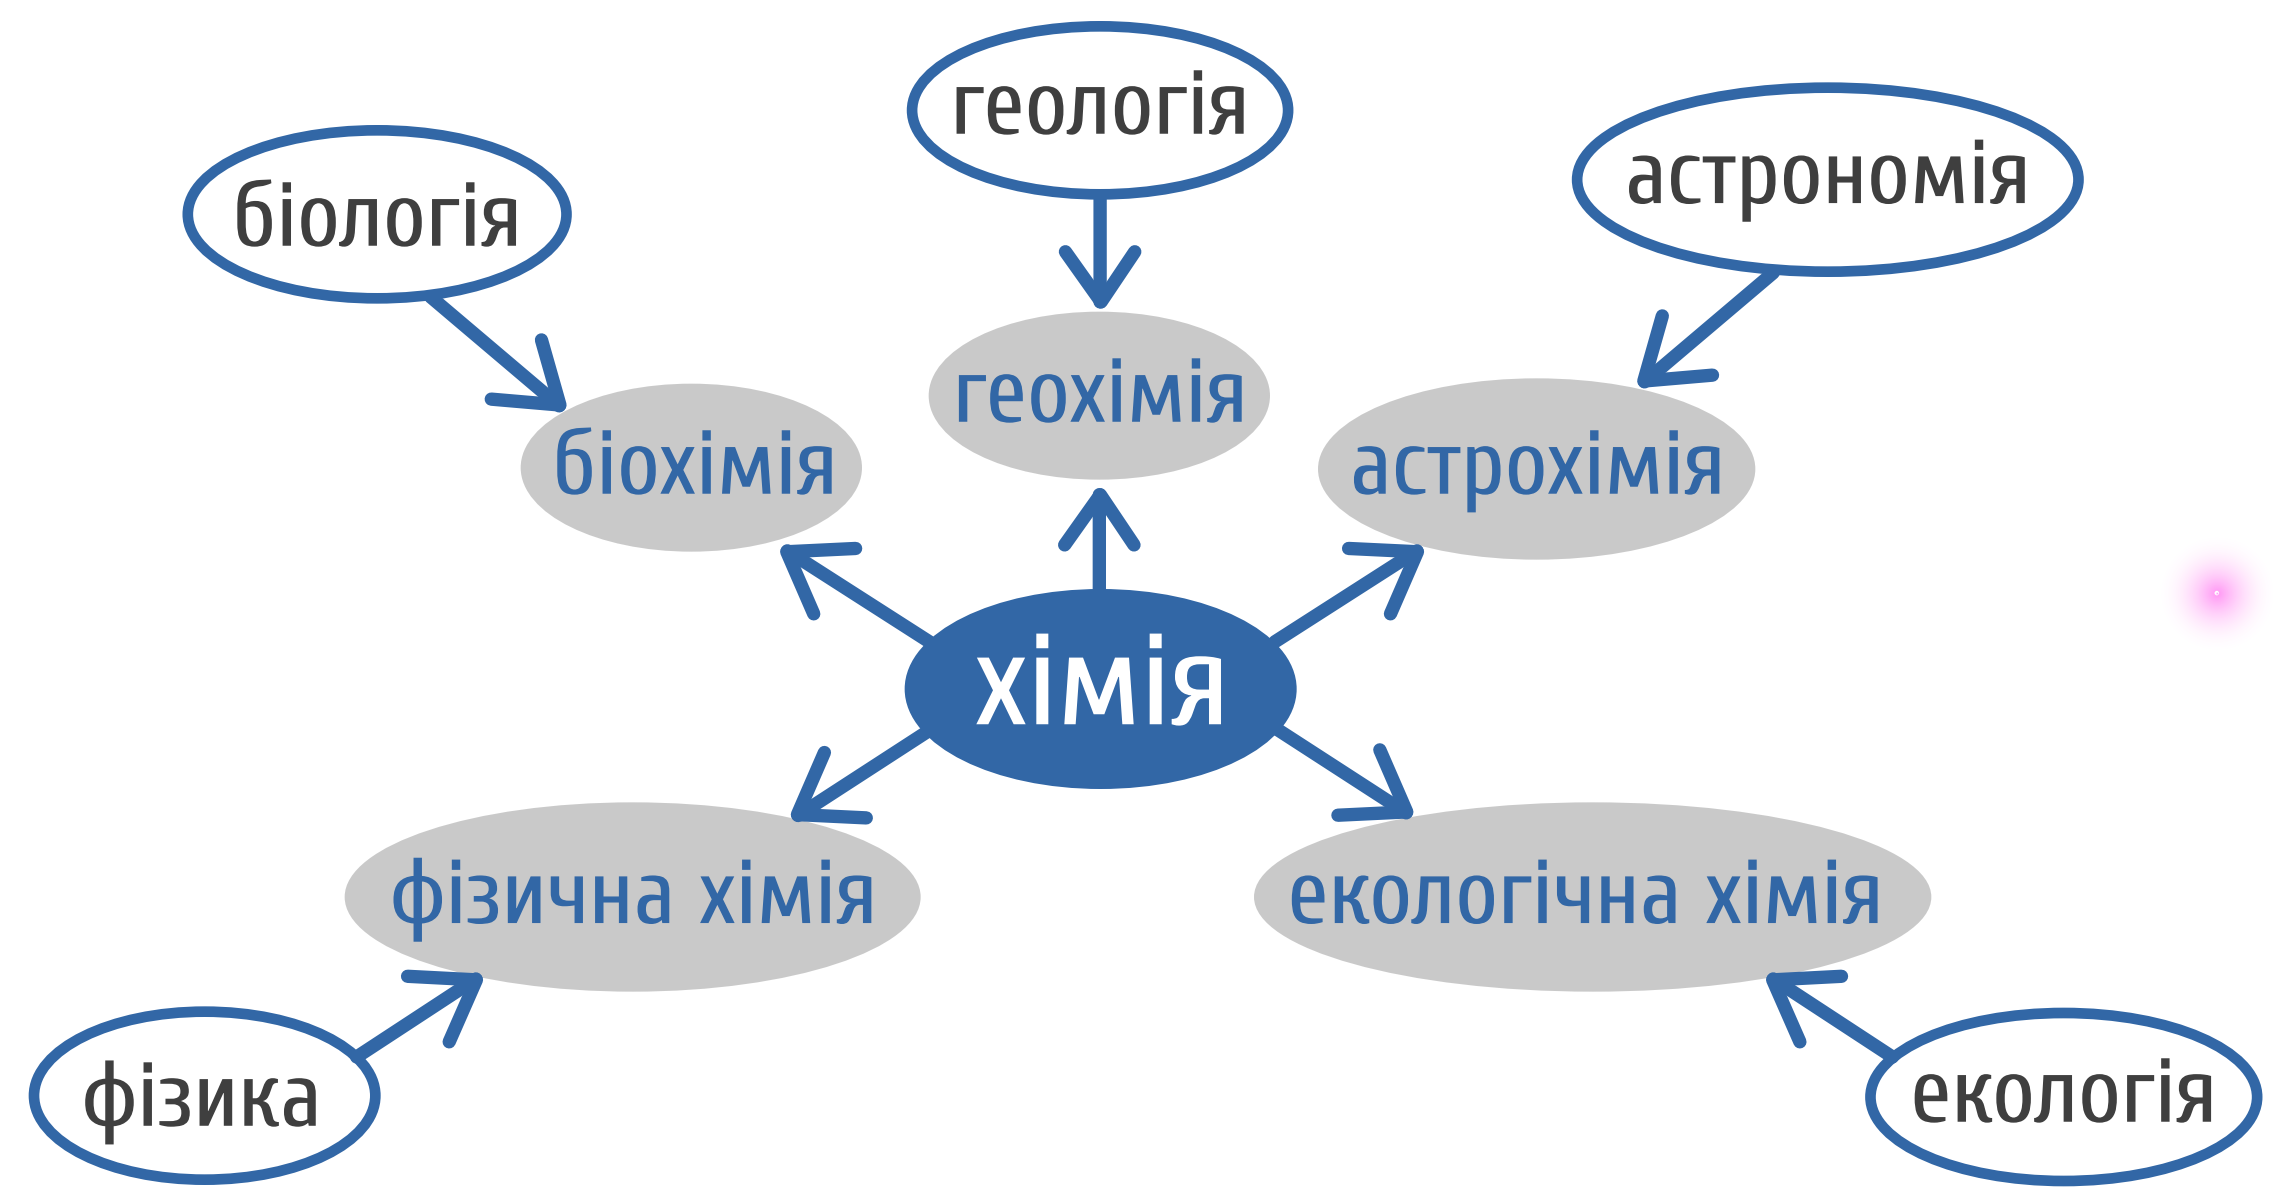 геологія
астрономія
біологія
геохімія
біохімія
астрохімія
хімія
фізична хімія
екологічна хімія
фізика
екологія